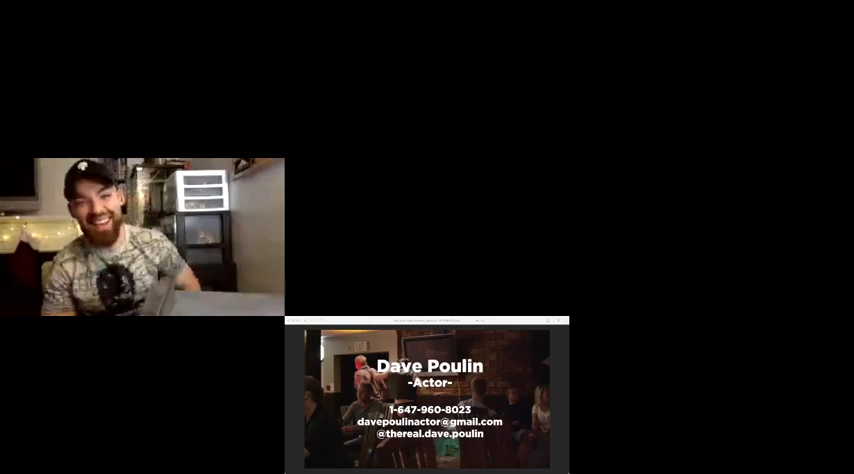 Dave Poulin
-Actor-
1-647-960-8023
davepoulinactor@gmail.com
@thereal.dave.poulin